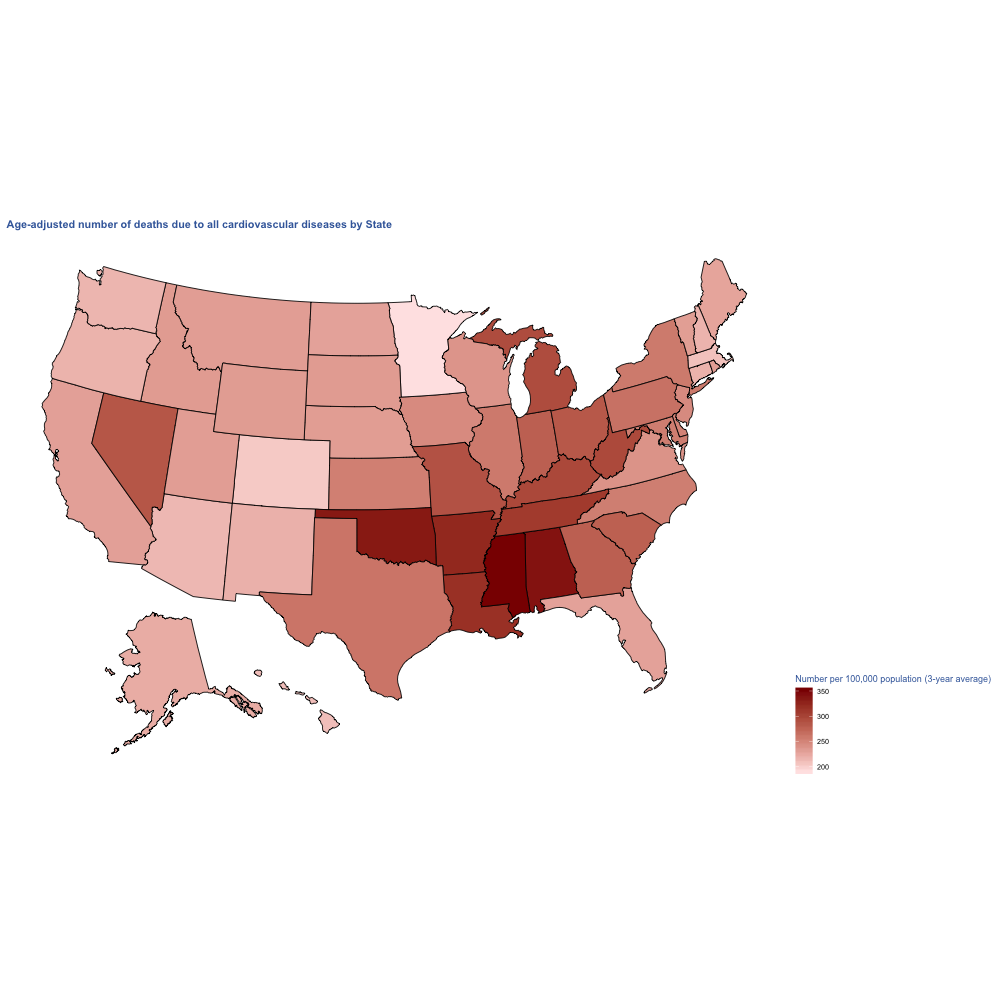 Age-adjusted number of deaths due to all cardiovascular diseases by State
Number per 100,000 population (3-year average)
350
300
250
200